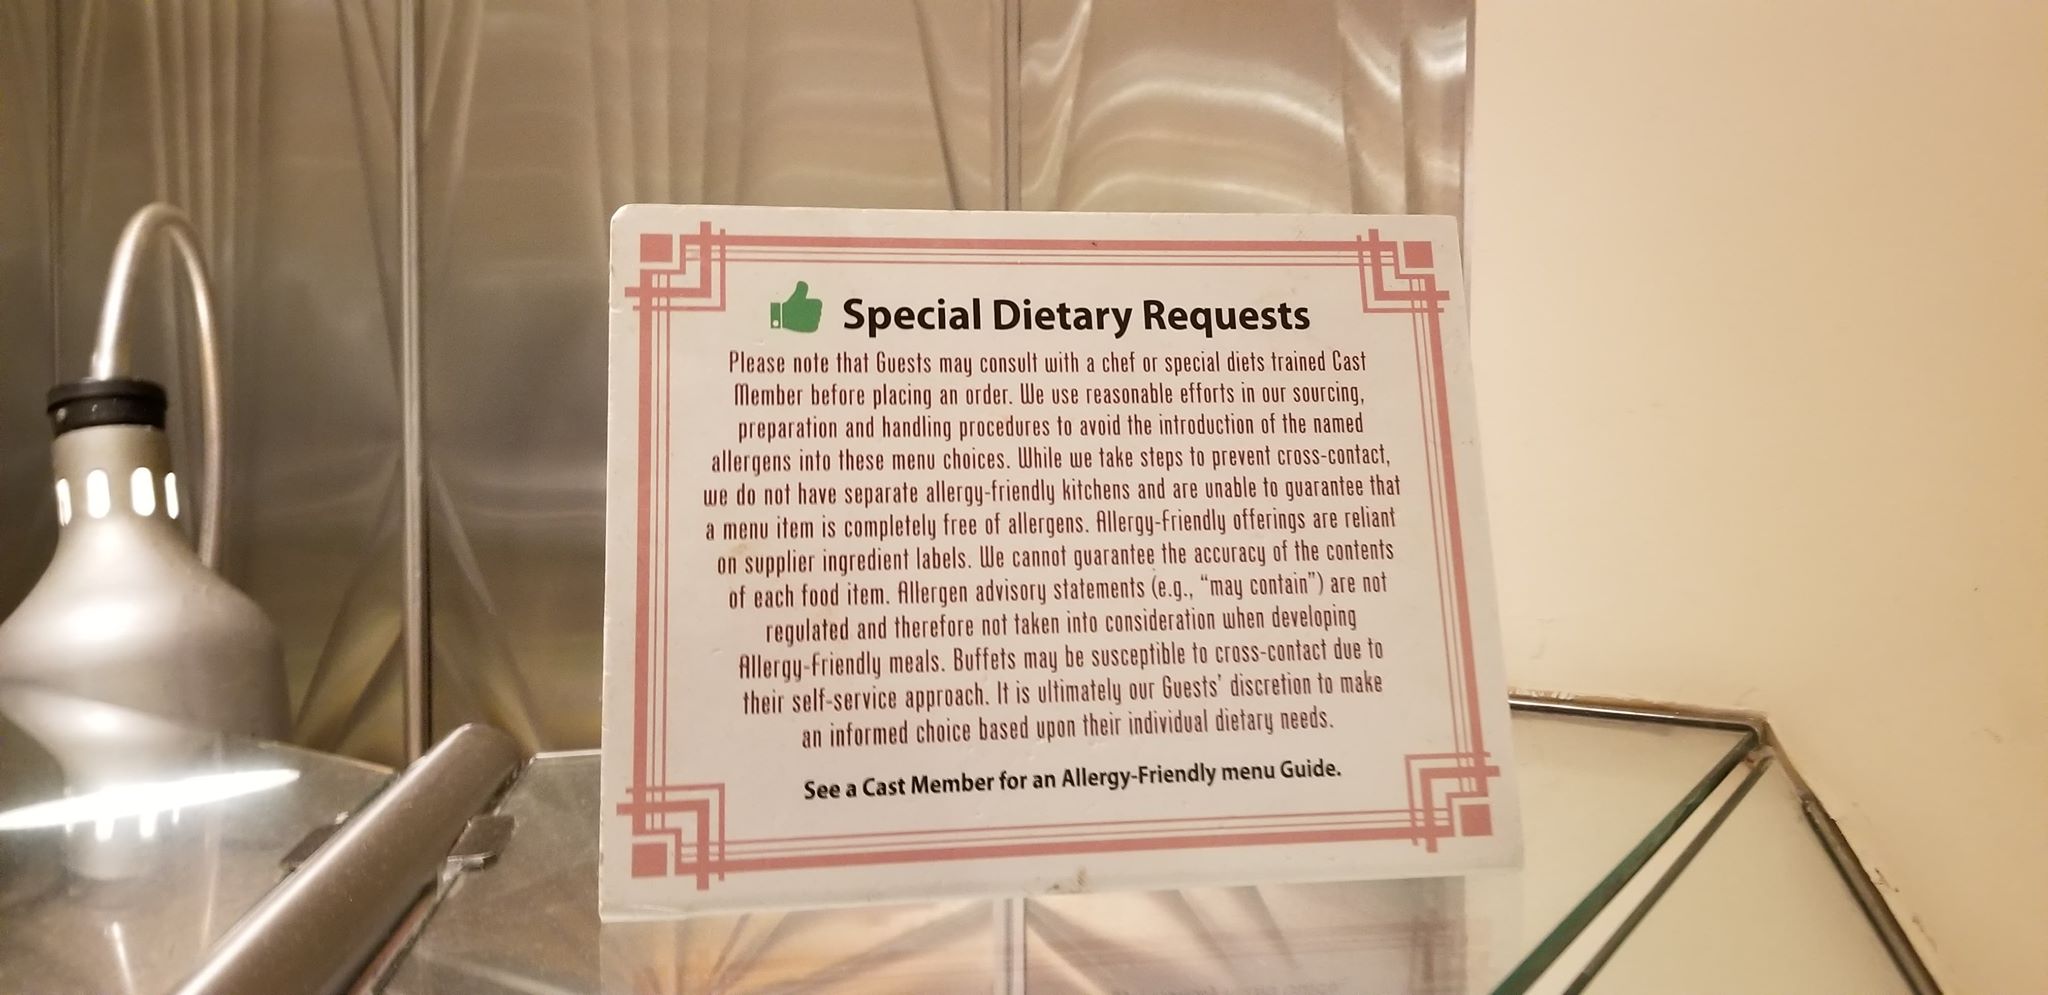 Special Dietary Requests
Please note that Guests may consult with a chef or special diets trained Cast
Member before placing an order. We use reasonable efforts in our sourcing,
preparation and handling procedures to avoid the introduction of the named
allergens into these menu choices. While we take steps to prevent cross-contact,
we do not have separate allergy-friendly kitchens and are unable to guarantee that
a menu item is completely free of allergens. Allergy-Friendly offerings are reliant
on supplier ingredient labels. We cannot guarantee the accuracy of the contents
of each food item. Allergen advisory statements (e.g., “may contain”) are not
regulated and therefore not taken into consideration when developing
Allergy-Friendly meals. Buffets may be susceptible to cross-contact due to
their self-service approach. It is ultimately our Guests’ discretion to make
an informed choice based upon their individual dietary needs.
See a Cast Member for an Allergy-Friendly menu Guide.